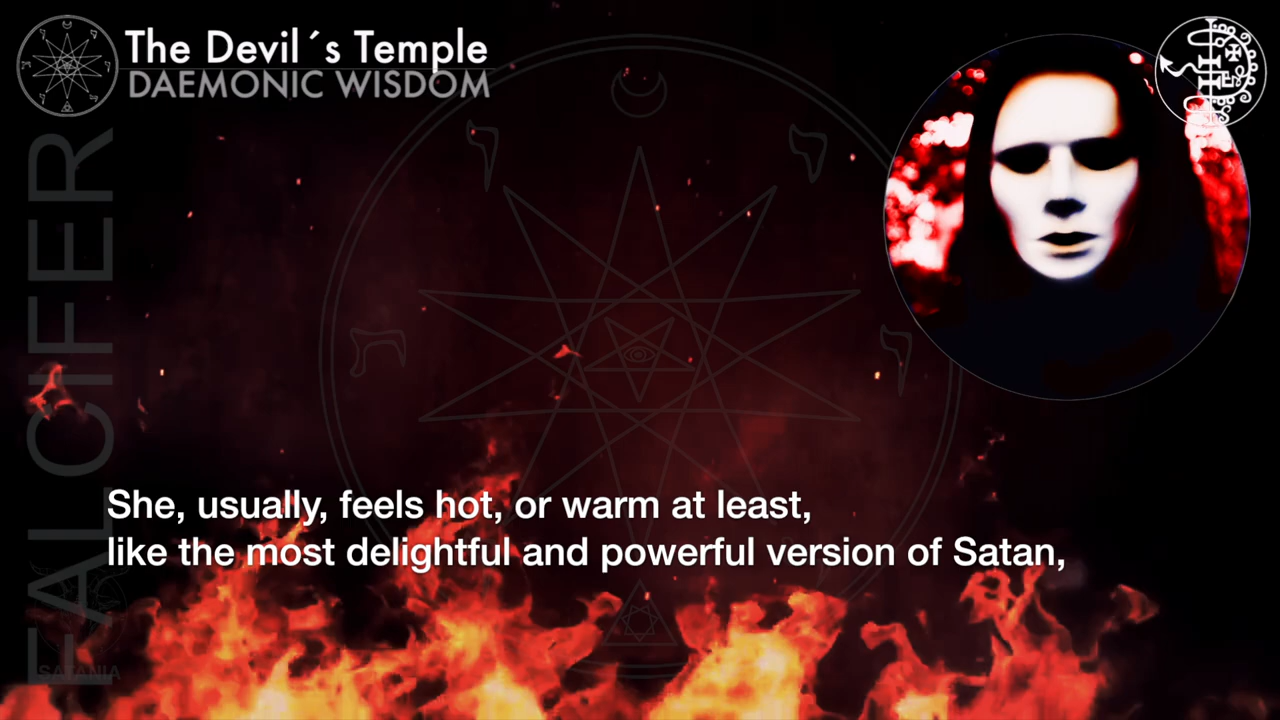 The Devil´s Temple
DAEMONIC WISDOM
She, usually, feels hot, or warm at least,
like the most delightful and powerful version of Satan,
SATANIA